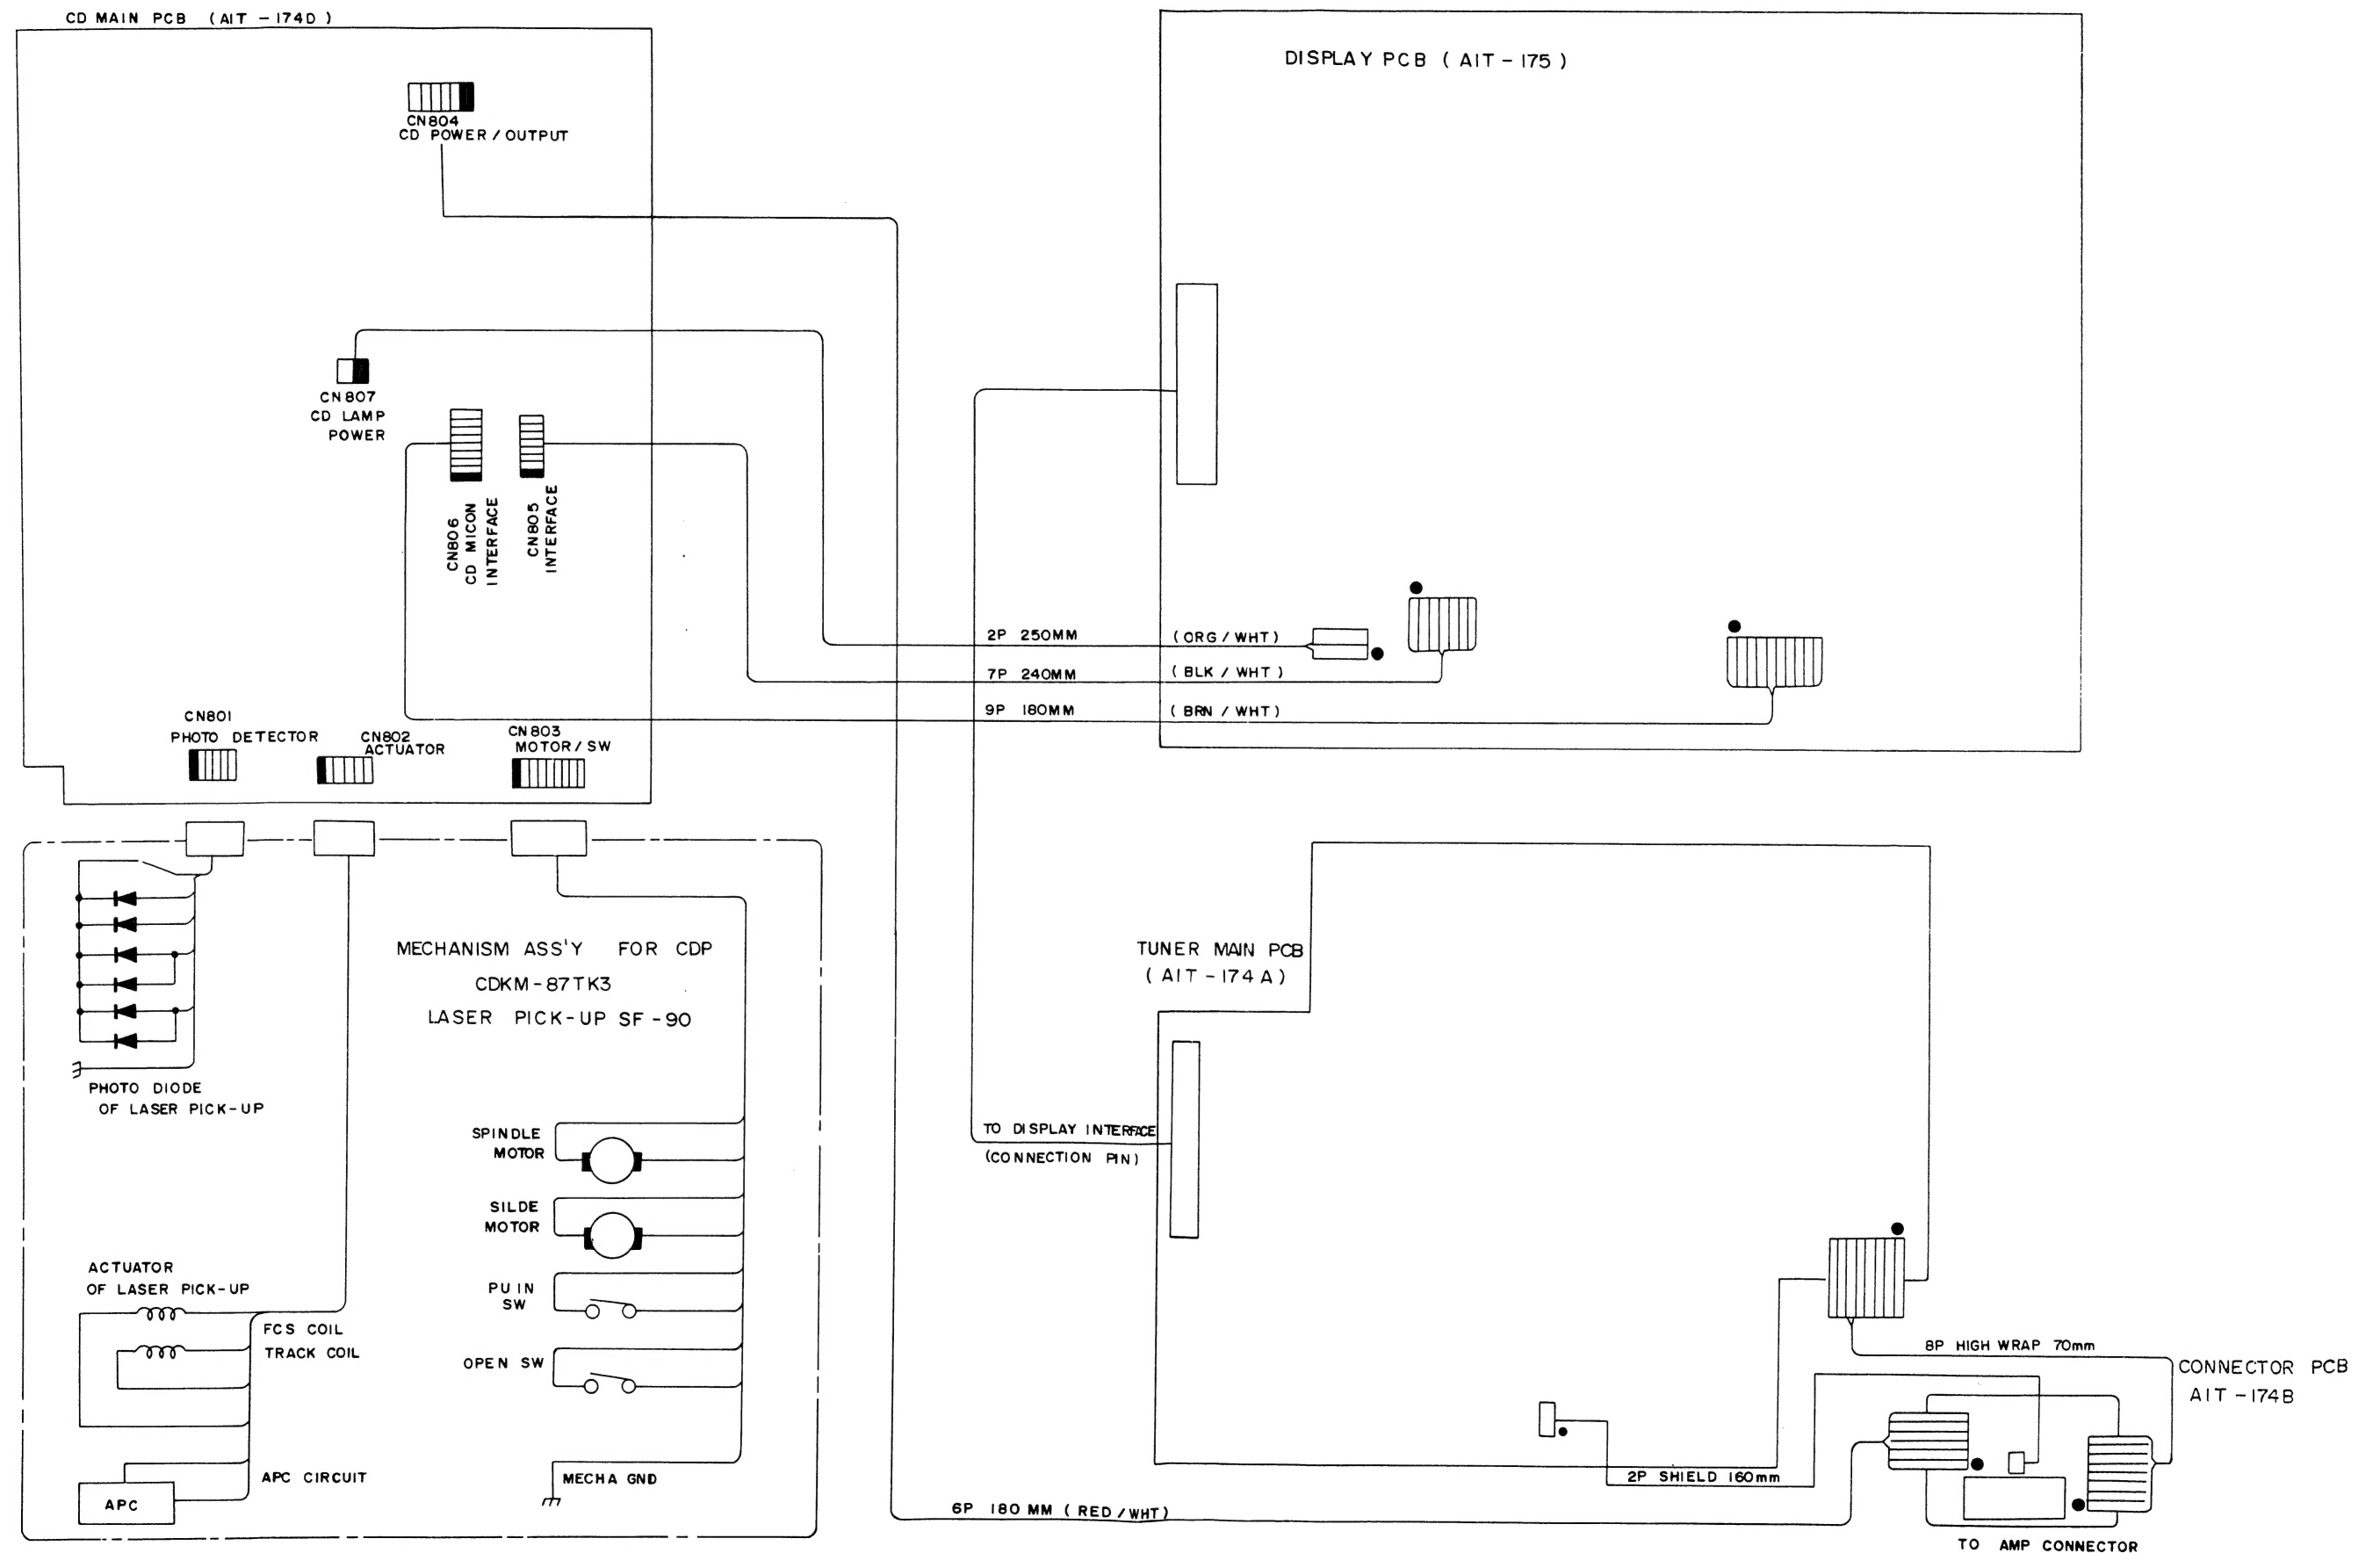 CD MAIN PCB (AIT-174D)
CN804
CD POWER/OUTPUT
CN807
CD LAMP
POWER
CN806
CD MICON
INTERFACE
CN805
INTERFACE
CN801
PHOTO DETECTOR
CN802
ACTUATOR
CN803
MOTOR/SW
DISPLAY PCB (AIT-175)
2P 250MM (ORG/WHT)
7P 240MM (BLK/WHT)
9P 180MM (BRN/WHT)
MECHANISM ASS'Y FOR CDP
CDKM-87TK3
LASER PICK-UP SF-90
PHOTO DIODE
OF LASER PICK-UP
SPINDLE
MOTOR
SILDE
MOTOR
PU IN
SW
OPEN SW
MECHA GND
ACTUATOR
OF LASER PICK-UP
FCS COIL
TRACK COIL
APC CIRCUIT
APC
TUNER MAIN PCB
(AIT-174A)
TO DISPLAY INTERFACE
(CONNECTION PIN)
8P HIGH WRAP 70mm
CONNECTOR PCB
AIT-174B
2P SHIELD 160mm
6P 180MM (RED/WHT)
TO AMP CONNECTOR